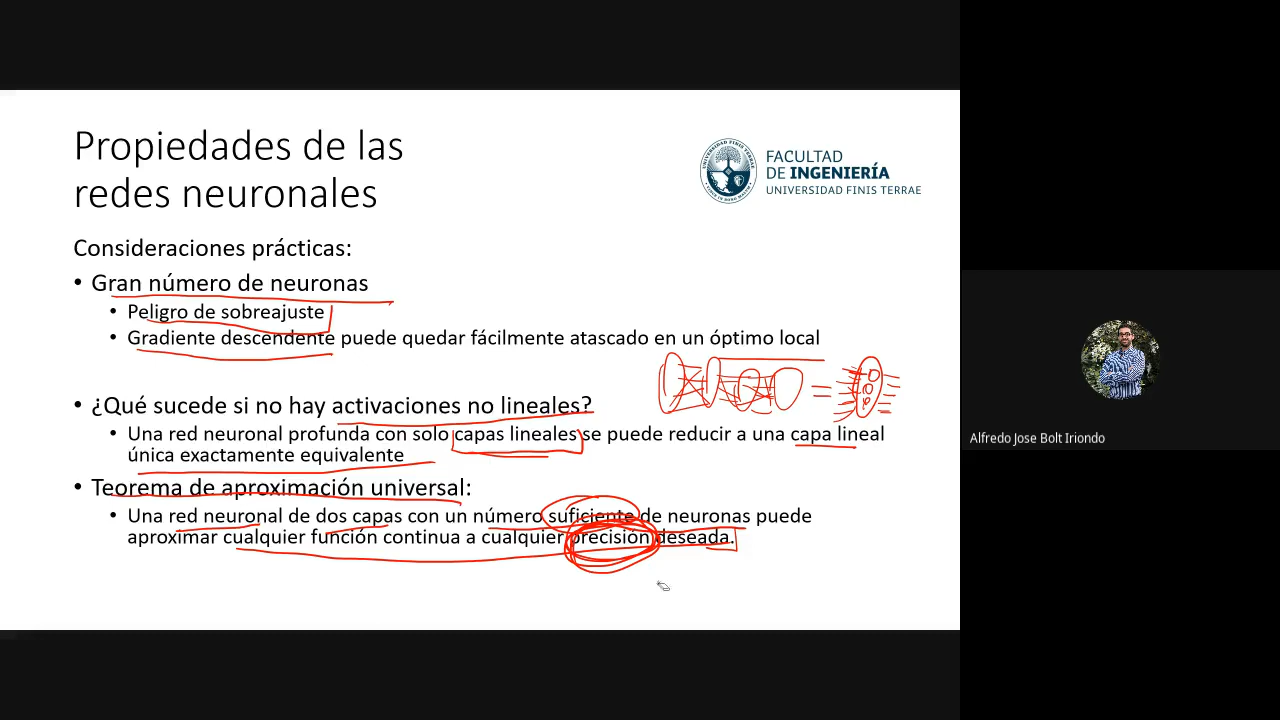 Propiedades de las
redes neuronales
FACULTAD
DE INGENIERÍA
UNIVERSIDAD FINIS TERRAE
Consideraciones prácticas:
• Gran número de neuronas
• Peligro de sobreajuste
• Gradiente descendente puede quedar fácilmente atascado en un óptimo local
• ¿Qué sucede si no hay activaciones no lineales?
• Una red neuronal profunda con solo capas lineales se puede reducir a una capa lineal
única exactamente equivalente
• Teorema de aproximación universal:
• Una red neuronal de dos capas con un número suficiente de neuronas puede
aproximar cualquier función continua a cualquier precisión deseada.
Alfredo Jose Bolt Iriondo